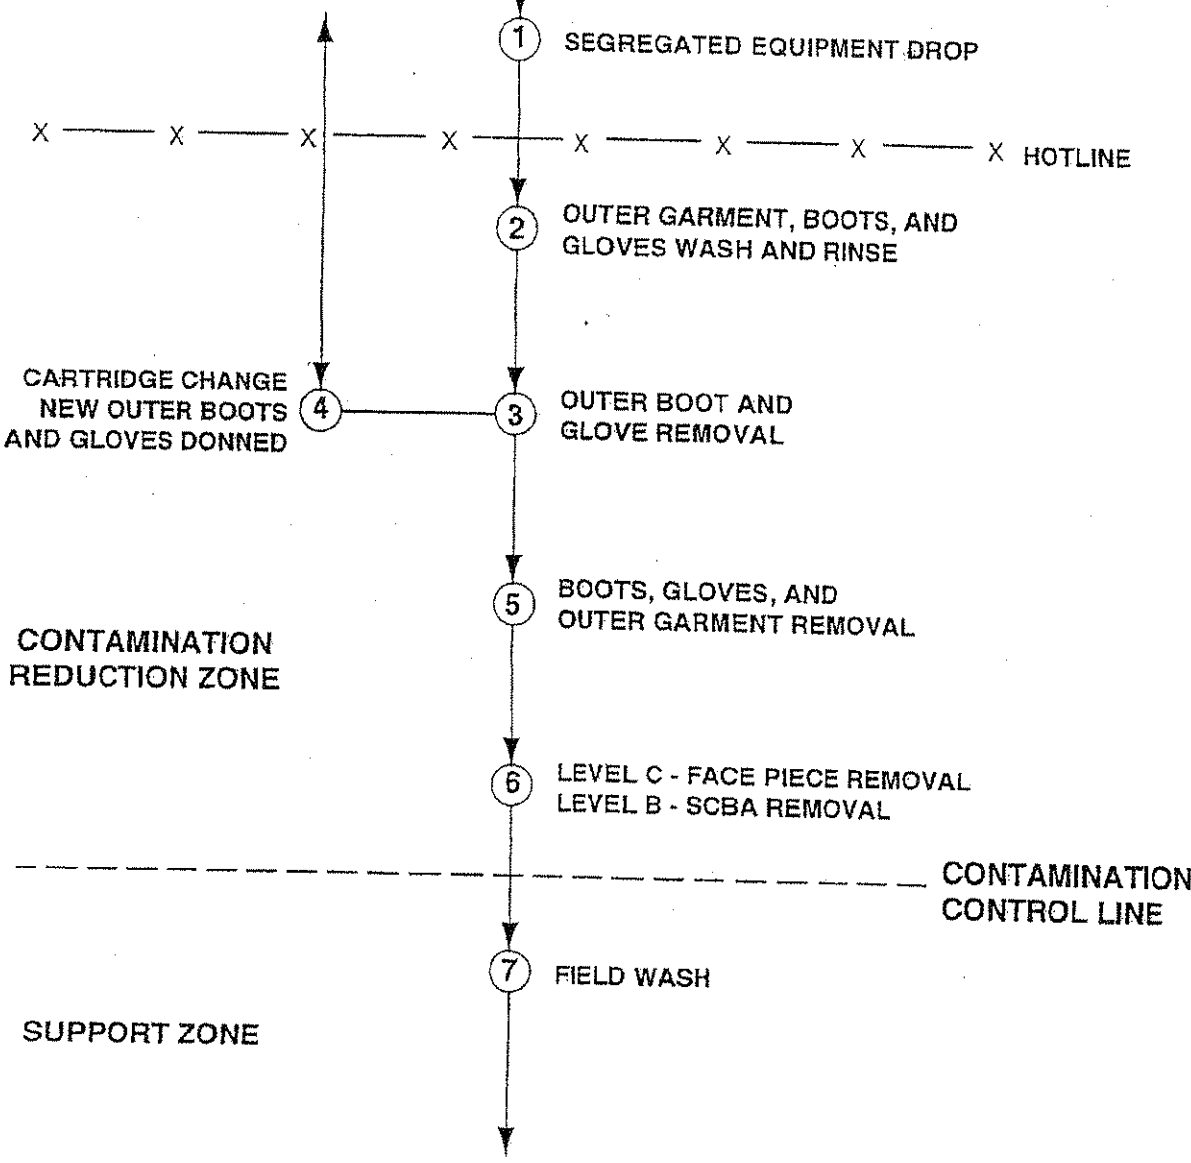 1 SEGREGATED EQUIPMENT DROP
X X X X X X X X HOTLINE
2 OUTER GARMENT, BOOTS, AND
GLOVES WASH AND RINSE
CARTRIDGE CHANGE
NEW OUTER BOOTS
AND GLOVES DONNED
4
3 OUTER BOOT AND
GLOVE REMOVAL
5 BOOTS, GLOVES, AND
OUTER GARMENT REMOVAL
CONTAMINATION
REDUCTION ZONE
6 LEVEL C - FACE PIECE REMOVAL
LEVEL B - SCBA REMOVAL
CONTAMINATION
CONTROL LINE
7 FIELD WASH
SUPPORT ZONE